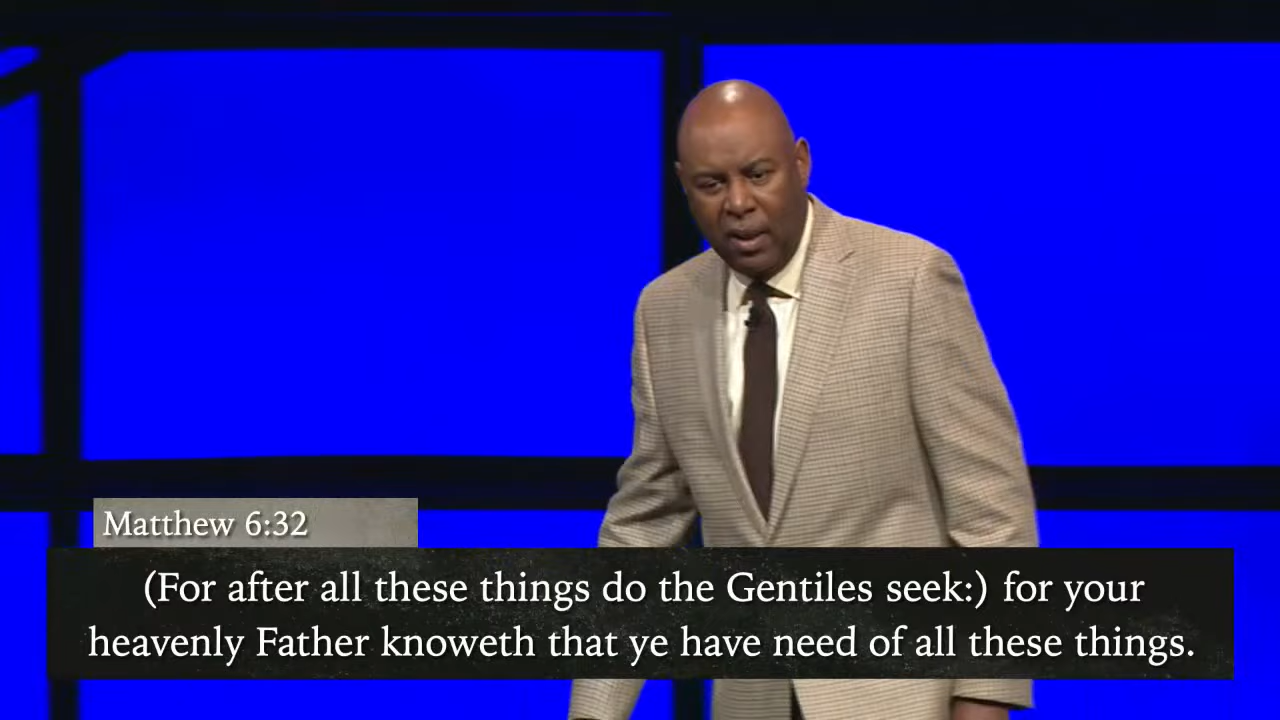 Matthew 6:32
(For after all these things do the Gentiles seek:) for your
heavenly Father knoweth that ye have need of all these things.